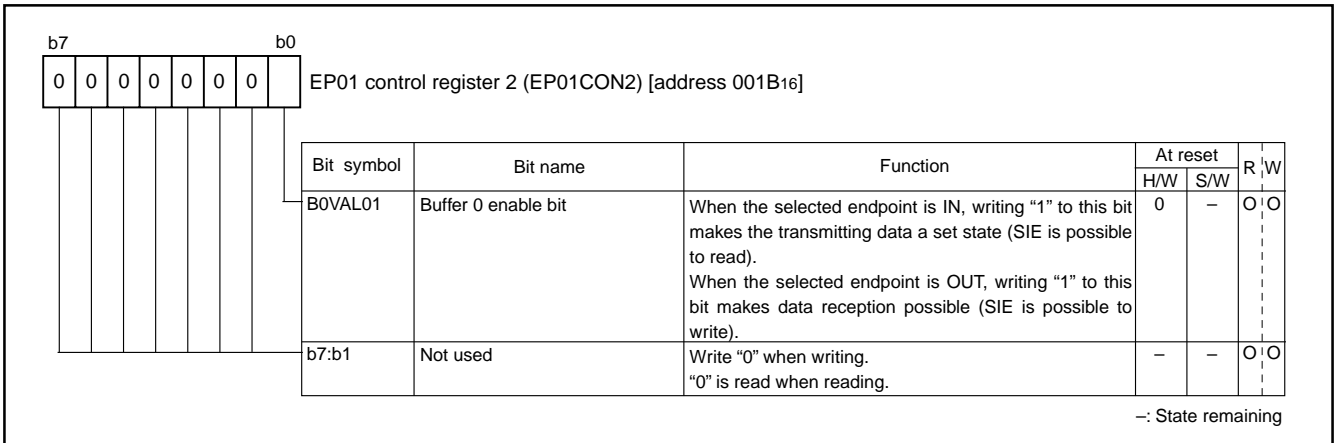 b7 b0
0 0 0 0 0 0 0
EP01 control register 2 (EP01CON2) [address 001B16]
Bit symbol Bit name Function At reset R W
H/W S/W
B0VAL01 Buffer 0 enable bit When the selected endpoint is IN, writing “1” to this bit 0 – O O
makes the transmitting data a set state (SIE is possible
to read).
When the selected endpoint is OUT, writing “1” to this
bit makes data reception possible (SIE is possible to
write).
b7:b1 Not used Write “0” when writing. – – O O
“0” is read when reading.
–: State remaining